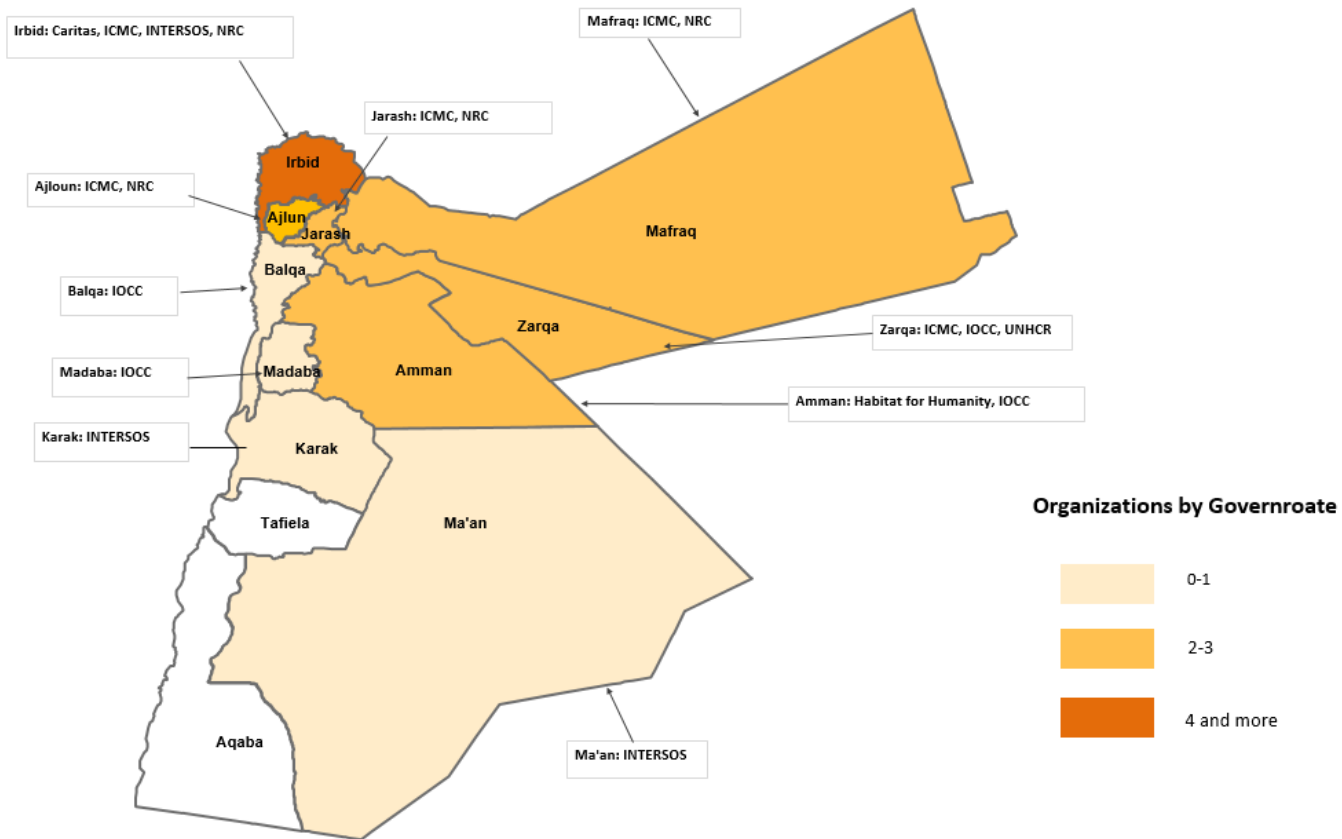 Irbid: Caritas, ICMC, INTERSOS, NRC
Mafraq: ICMC, NRC
Jarash: ICMC, NRC
Irbid
Ajloun: ICMC, NRC
Ajlun
Jarash
Mafraq
Balqa
Balqa: IOCC
Zarqa
Zarqa: ICMC, IOCC, UNHCR
Madaba: IOCC
Madaba
Amman
Amman: Habitat for Humanity, IOCC
Karak: INTERSOS
Karak
Tafiela
Ma'an
Aqaba
Ma'an: INTERSOS
Organizations by Governroate
0-1
2-3
4 and more